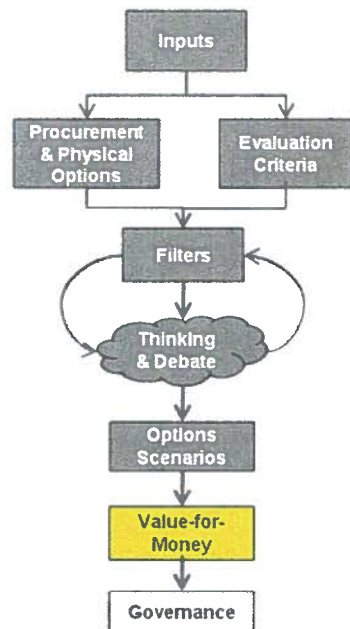 Inputs
Procurement
& Physical
Options
Evaluation
Criteria
Filters
Thinking
& Debate
Options
Scenarios
Value-for-
Money
Governance